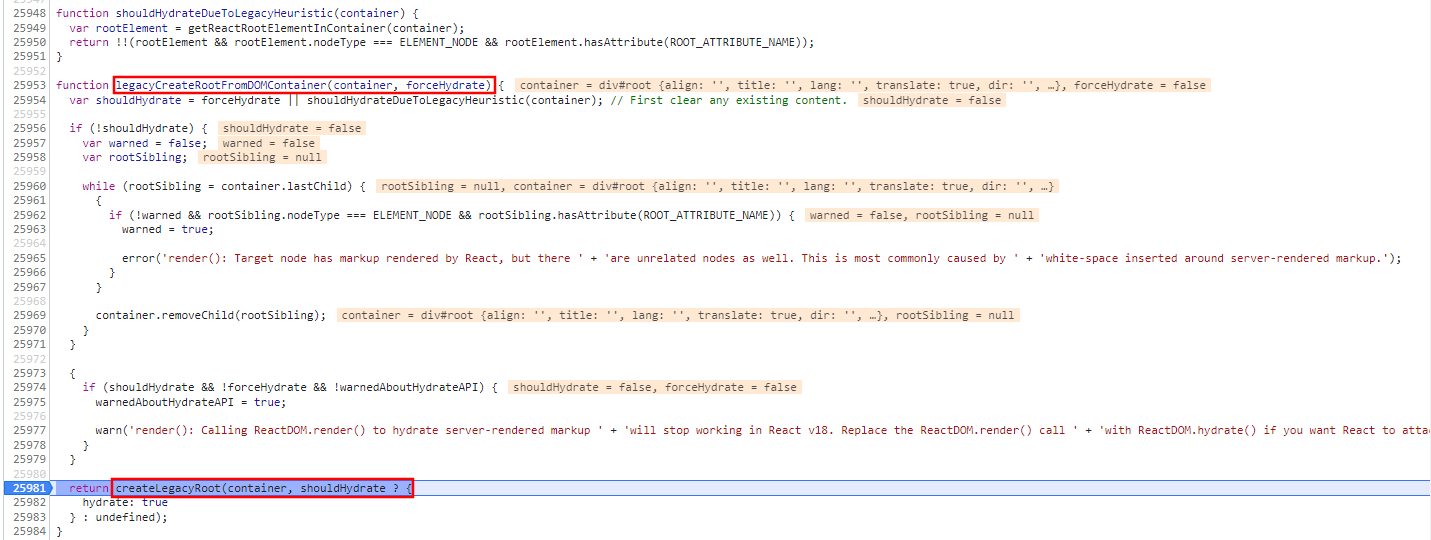 25948 function shouldHydrateDueToLegacyHeuristic(container) {
25949 var rootElement = getReactRootElementInContainer(container);
25950 return !!(rootElement && rootElement.nodeType === ELEMENT_NODE && rootElement.hasAttribute(ROOT_ATTRIBUTE_NAME));
25951 }
25952
25953 function legacyCreateRootFromDOMContainer(container, forceHydrate) { container = div#root {align: '', title: '', lang: '', translate: true, dir: '', …}, forceHydrate = false
25954 var shouldHydrate = forceHydrate || shouldHydrateDueToLegacyHeuristic(container); // First clear any existing content. shouldHydrate = false
25955
25956 if (!shouldHydrate) { shouldHydrate = false
25957 var warned = false; warned = false
25958 var rootSibling; rootSibling = null
25959
25960 while (rootSibling = container.lastChild) { rootSibling = null, container = div#root {align: '', title: '', lang: '', translate: true, dir: '', …}
25961 {
25962 if (!warned && rootSibling.nodeType === ELEMENT_NODE && rootSibling.hasAttribute(ROOT_ATTRIBUTE_NAME)) { warned = false, rootSibling = null
25963 warned = true;
25964
25965 error('render(): Target node has markup rendered by React, but there ' + 'are unrelated nodes as well. This is most commonly caused by ' + 'white-space inserted around server-rendered markup.');
25966 }
25967 }
25968
25969 container.removeChild(rootSibling); container = div#root {align: '', title: '', lang: '', translate: true, dir: '', …}, rootSibling = null
25970 }
25971 }
25972
25973 {
25974 if (shouldHydrate && !forceHydrate && !warnedAboutHydrateAPI) { shouldHydrate = false, forceHydrate = false
25975 warnedAboutHydrateAPI = true;
25976
25977 warn('render(): Calling ReactDOM.render() to hydrate server-rendered markup ' + 'will stop working in React v18. Replace the ReactDOM.render() call ' + 'with ReactDOM.hydrate() if you want React to
25978 }
25979 }
25980
25981 return createLegacyRoot(container, shouldHydrate ? {
25982 hydrate: true
25983 } : undefined);
25984 }